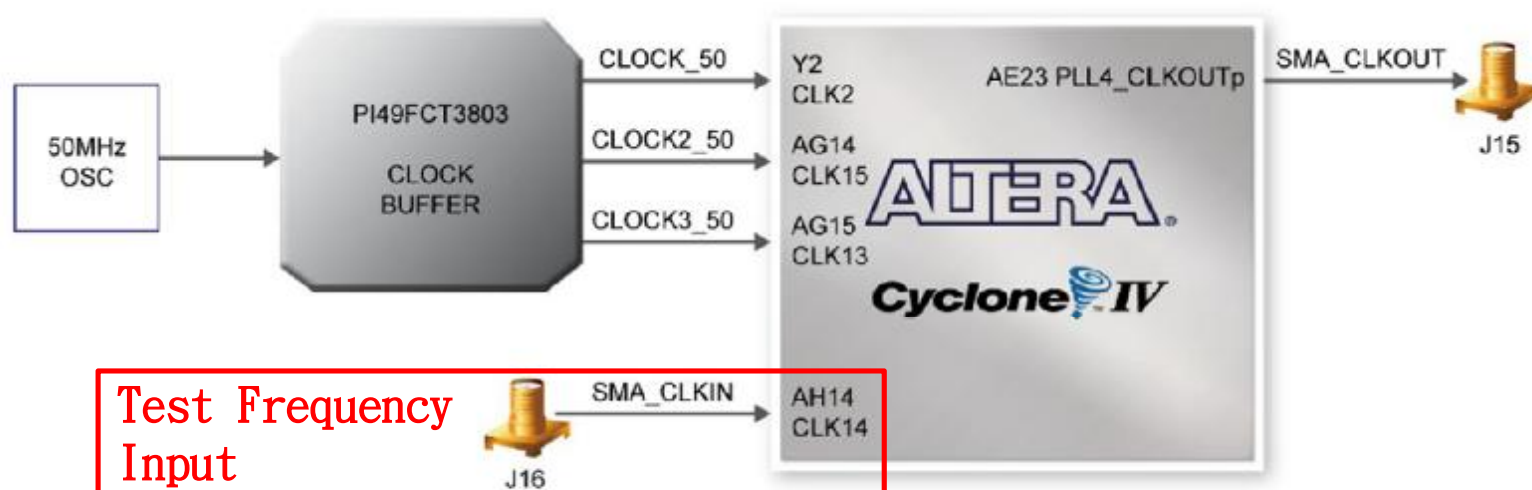 50MHz
OSC
PI49FCT3803
CLOCK
BUFFER
CLOCK_50
CLOCK2_50
CLOCK3_50
Y2
CLK2
AG14
CLK15
AG15
CLK13
AE23 PLL4_CLKOUTp
SMA_CLKOUT
J15
ALTERA®
Cyclone™ IV
Test Frequency
Input
J16
SMA_CLKIN
AH14
CLK14